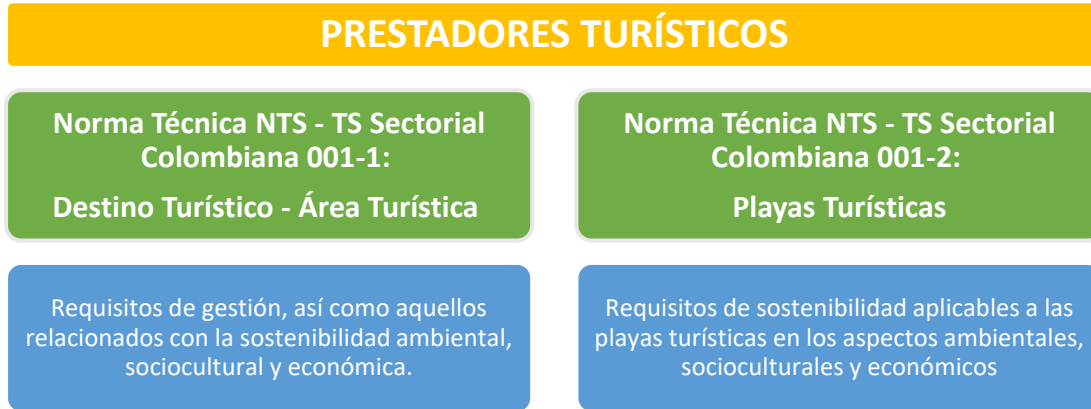 PRESTADORES TURÍSTICOS
Norma Técnica NTS - TS Sectorial
Colombiana 001-1:
Destino Turístico - Área Turística
Norma Técnica NTS - TS Sectorial
Colombiana 001-2:
Playas Turísticas
Requisitos de gestión, así como aquellos
relacionados con la sostenibilidad ambiental,
sociocultural y económica.
Requisitos de sostenibilidad aplicables a las
playas turísticas en los aspectos ambientales,
socioculturales y económicos